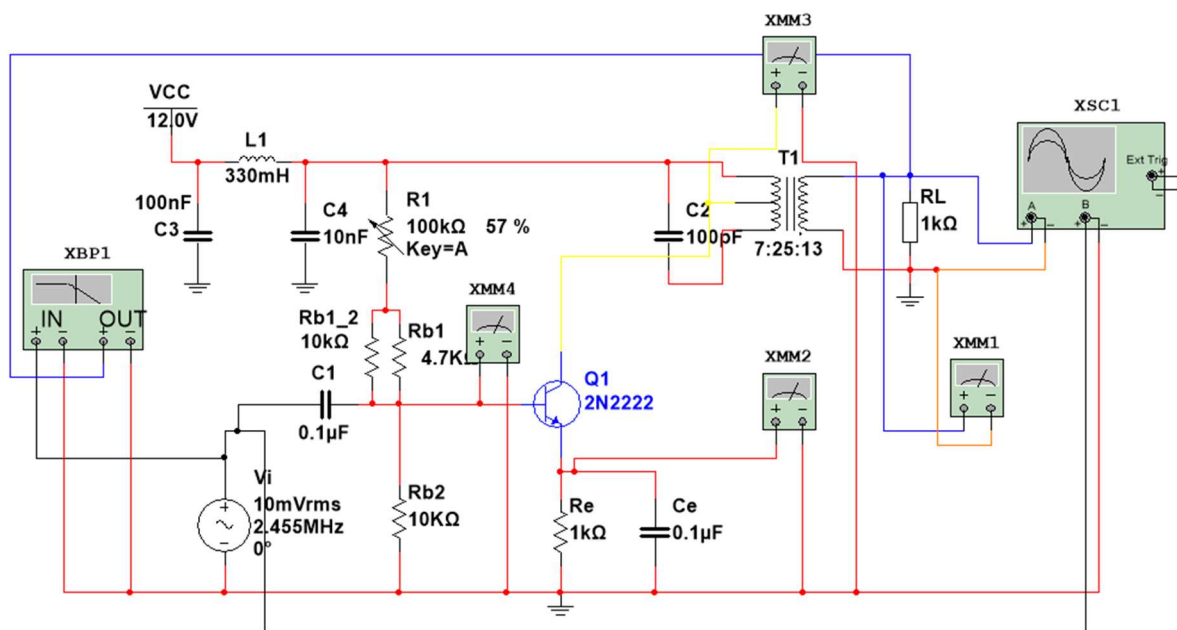 XMM3
VCC
12.0V
XSC1
L1
330mH
T1
Ext Trig
+
-
100nF
C3
C4
10nF
R1
100kΩ
Key=A
57 %
C2
100pF
7:25:13
RL
1kΩ
A
B
+
-
+
-
XBP1
IN
OUT
+
-
+
-
XMM4
+
-
Rb1_2
10kΩ
Rb1
4.7KΩ
C1
0.1µF
Q1
2N2222
XMM2
+
-
XMM1
+
-
Vi
10mVrms
2.455MHz
0°
Rb2
10KΩ
Re
1kΩ
Ce
0.1µF